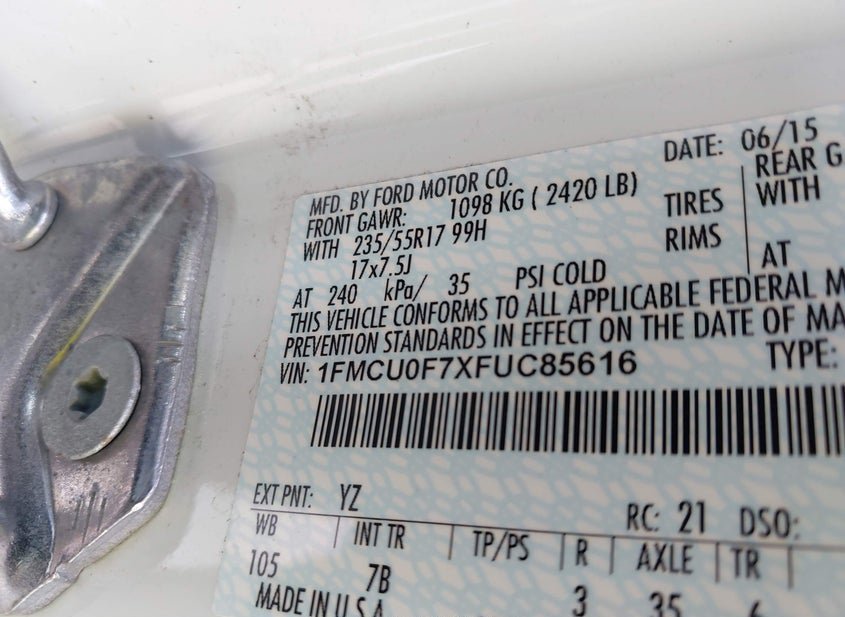 DATE: 06/15
MFD. BY FORD MOTOR CO.
FRONT GAWR: 1098 KG ( 2420 LB) REAR
WITH 235/55R17 99H TIRES WITH
17x7.5J RIMS
AT 240 kPa/ 35 PSI COLD AT
THIS VEHICLE CONFORMS TO ALL APPLICABLE FEDERAL
PREVENTION STANDARDS IN EFFECT ON THE DATE OF
VIN: 1FMCU0F7XFUC85616 TYPE:
EXT PNT: YZ RC: 21 DSO:
WB INT TR TP/PS R AXLE TR
105 7B 3 35 6
MADE IN U.S.A